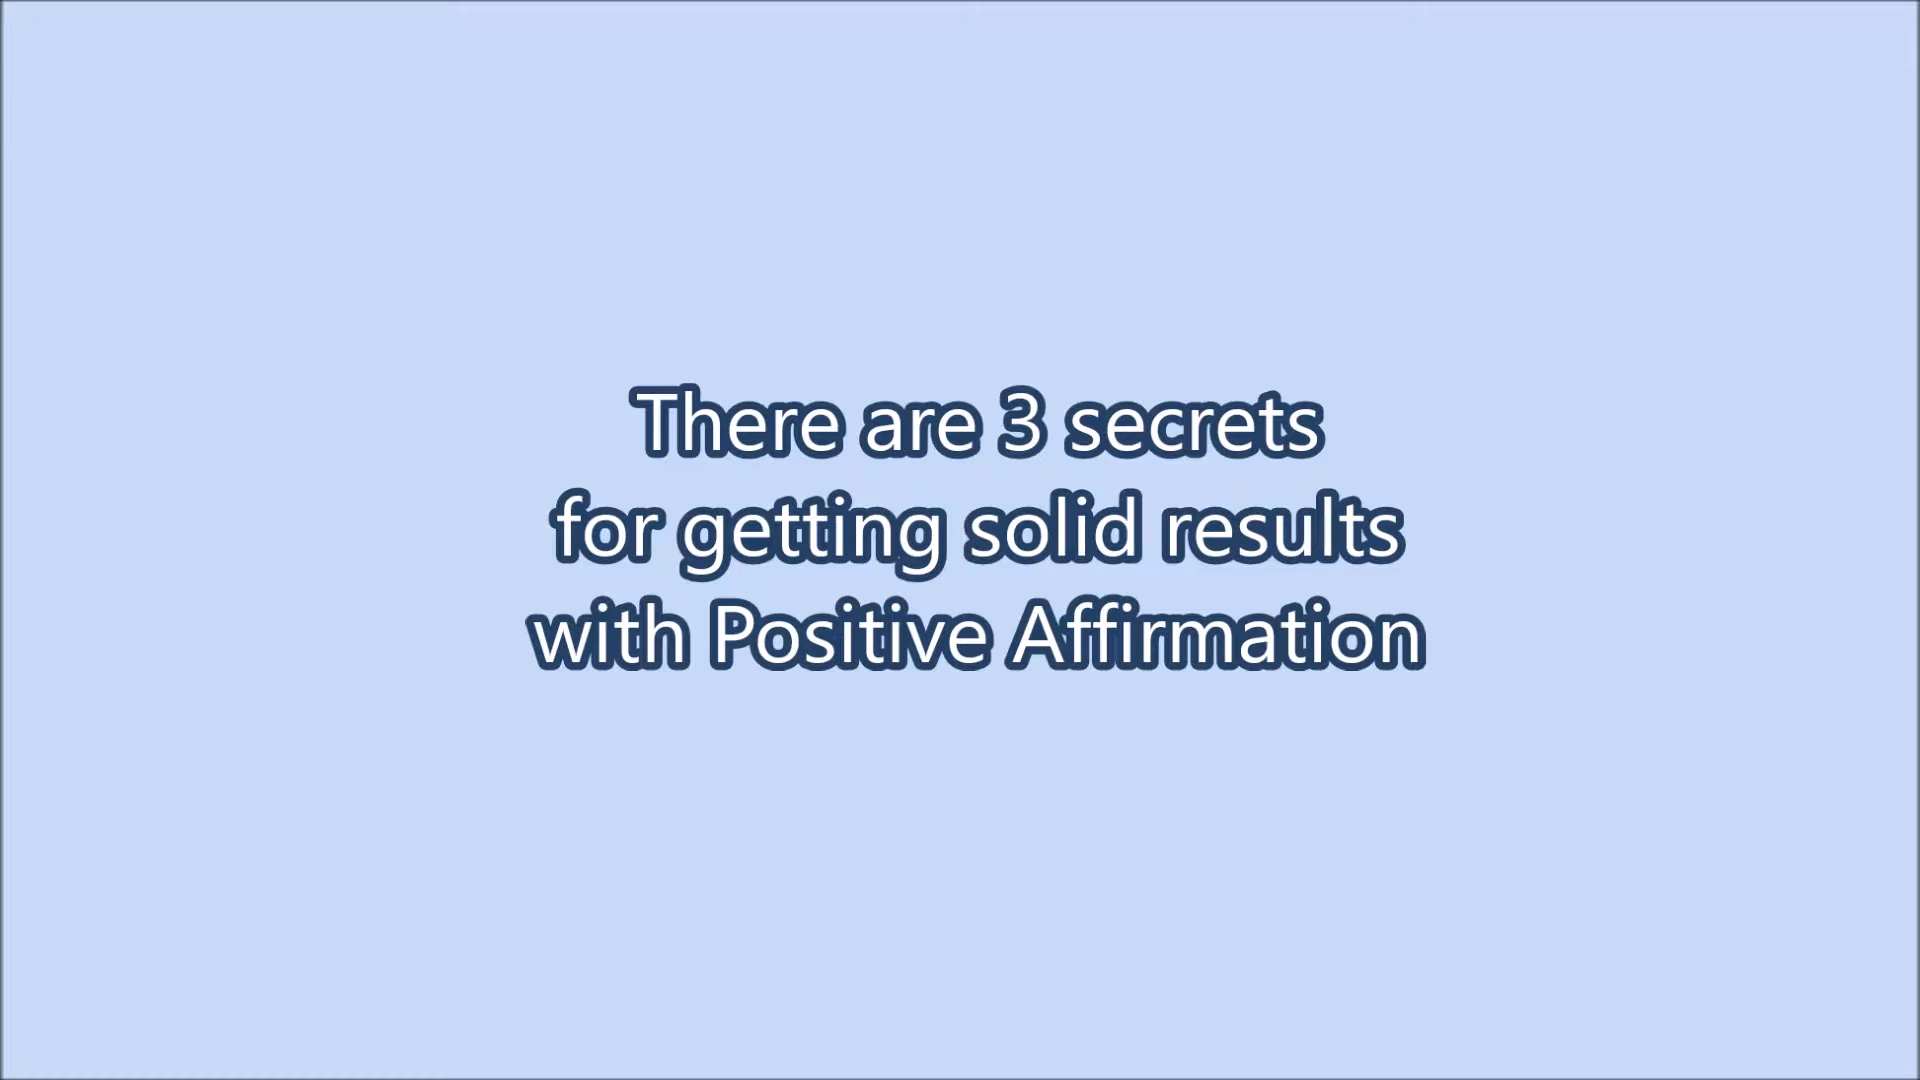 There are 3 secrets
for getting solid results
with Positive Affirmation